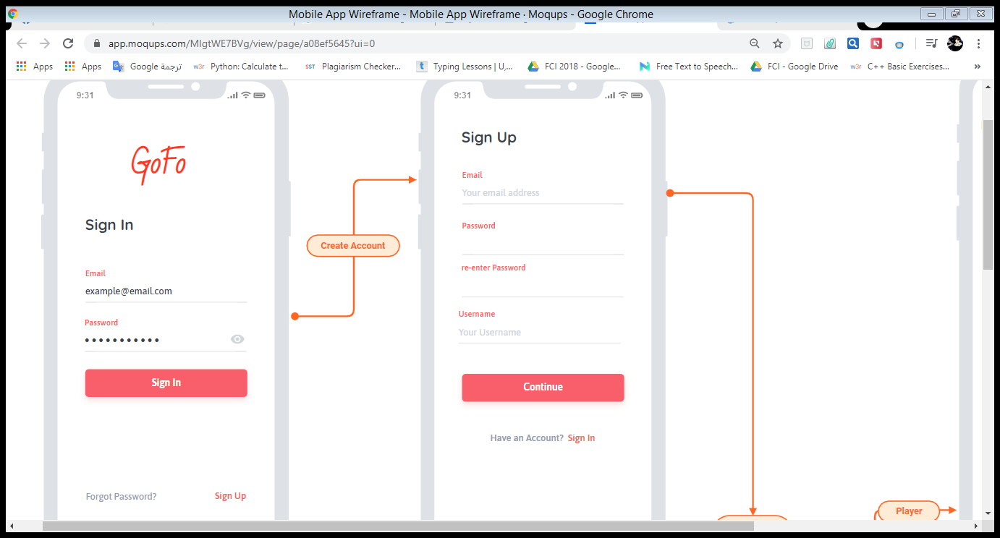 Mobile App Wireframe - Mobile App Wireframe · Moqups - Google Chrome
app.moqups.com/MIgtWE7BVg/view/page/a08ef5645?ui=0
Apps Apps ترجمة Google Python: Calculate t... Plagiarism Checker... Typing Lessons | U,... FCI 2018 - Google... Free Text to Speech... FCI - Google Drive C++ Basic Exercises... »
9:31
GoFo
Sign In
Email
example@email.com
Password
Sign In
Forgot Password? Sign Up
Create Account
9:31
Sign Up
Email
Your email address
Password
re-enter Password
Username
Your Username
Continue
Have an Account? Sign In
Player